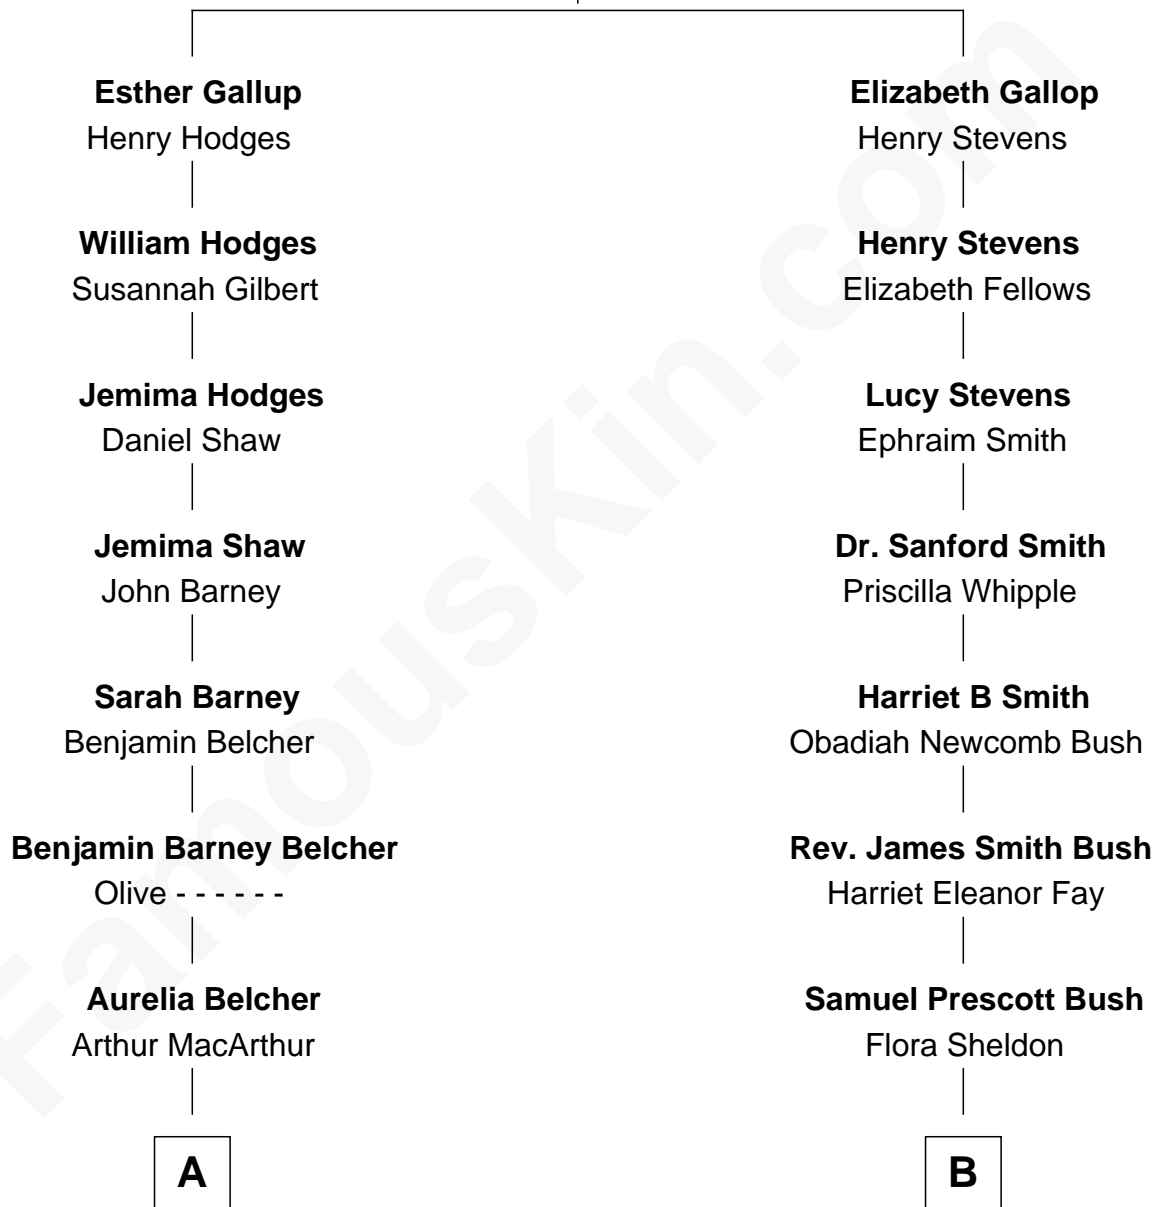 Esther Gallup
Henry Hodges
William Hodges
Susannah Gilbert
Jemima Hodges
Daniel Shaw
Jemima Shaw
John Barney
Sarah Barney
Benjamin Belcher
Benjamin Barney Belcher
Olive - - - - - -
Aurelia Belcher
Arthur MacArthur
A
Elizabeth Gallop
Henry Stevens
Henry Stevens
Elizabeth Fellows
Lucy Stevens
Ephraim Smith
Dr. Sanford Smith
Priscilla Whipple
Harriet B Smith
Obadiah Newcomb Bush
Rev. James Smith Bush
Harriet Eleanor Fay
Samuel Prescott Bush
Flora Sheldon
B
FamousKin.com